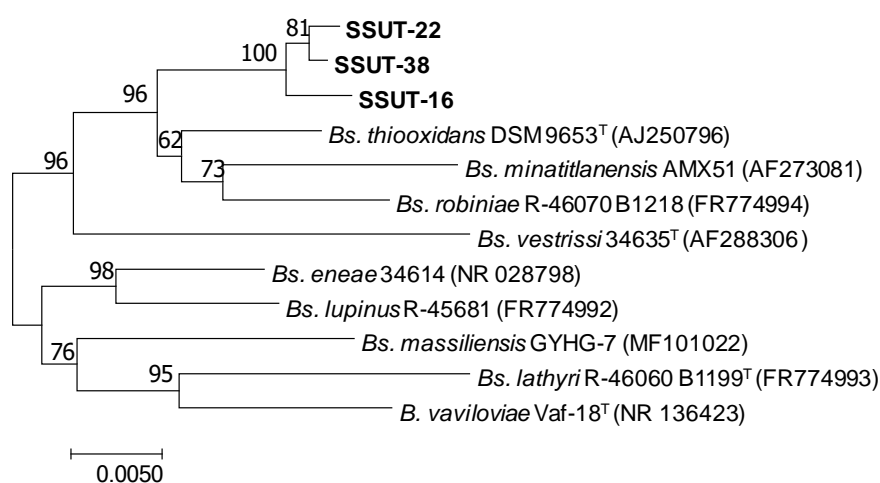 81
SSUT-22
100
SSUT-38
96
SSUT-16
62
Bs. thiooxidans DSM 9653ᵀ (AJ250796)
96
73
Bs. minatitlanensis AMX51 (AF273081)
Bs. robiniae R-46070 B1218 (FR774994)
Bs. vestrissi 34635ᵀ (AF288306)
98
Bs. eneae 34614 (NR 028798)
Bs. lupinus R-45681 (FR774992)
76
Bs. massiliensis GYHG-7 (MF101022)
95
Bs. lathyri R-46060 B1199ᵀ (FR774993)
B. vaviloviae Vaf-18ᵀ (NR 136423)
0.0050